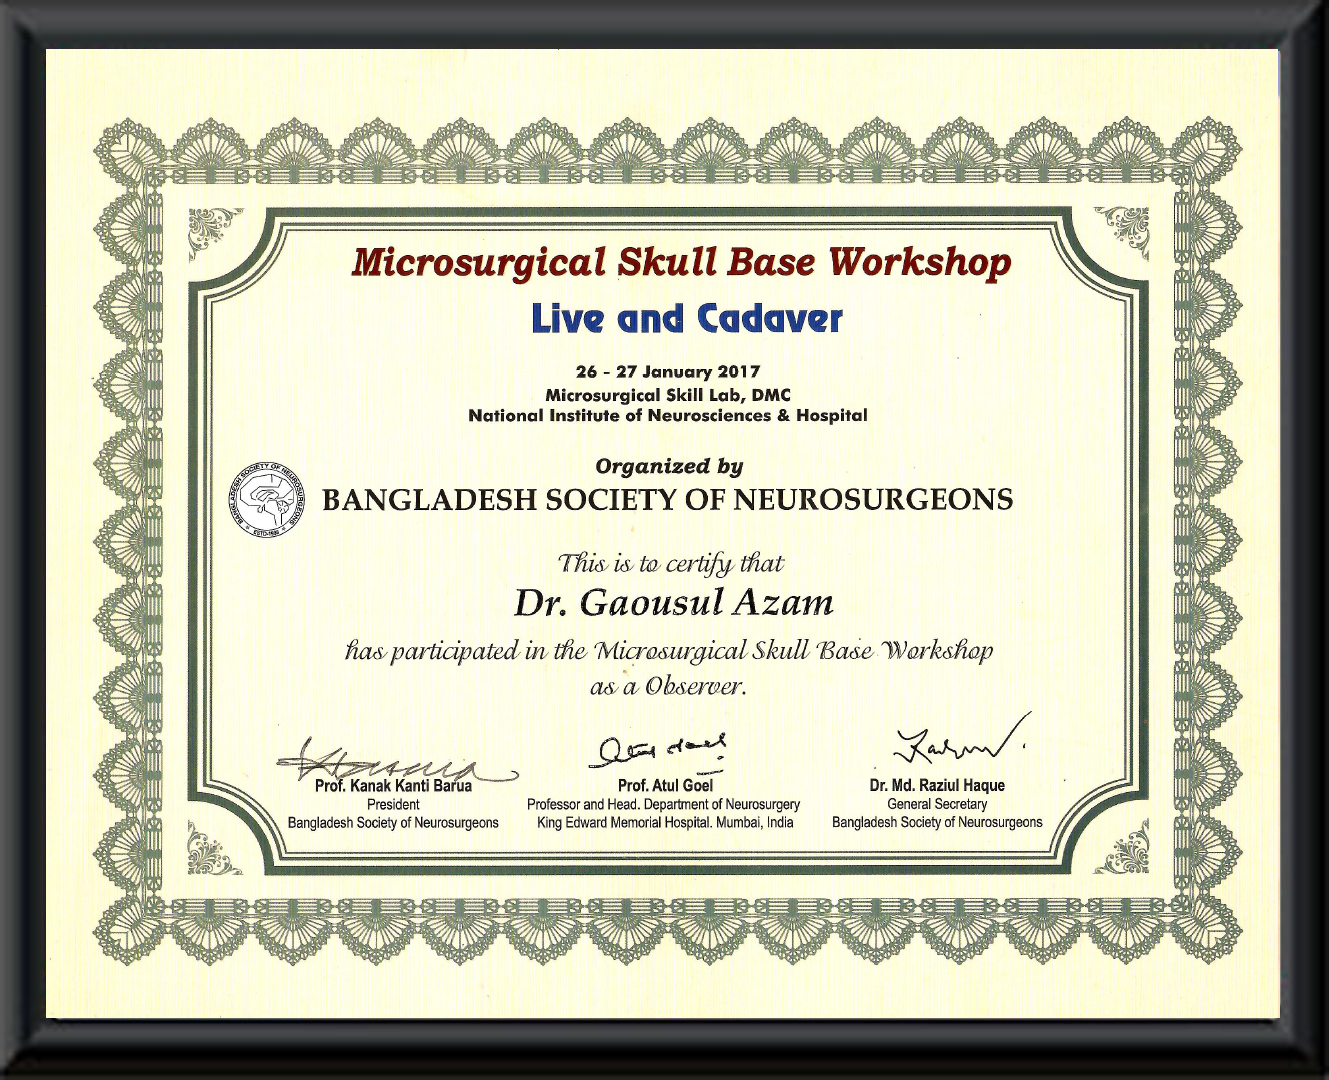 Microsurgical Skull Base Workshop
Live and Cadaver
26 - 27 January 2017
Microsurgical Skill Lab, DMC
National Institute of Neurosciences & Hospital
Organized by
BANGLADESH SOCIETY OF NEUROSURGEONS
BANGLADESH SOCIETY OF NEUROSURGEONS
This is to certify that
Dr. Gaousul Azam
has participated in the Microsurgical Skull Base Workshop
as a Observer.
Atul Goel
Prof. Kanak Kanti Barua
President
Bangladesh Society of Neurosurgeons
Prof. Atul Goel
Professor and Head. Department of Neurosurgery
King Edward Memorial Hospital. Mumbai, India
Dr. Md. Raziul Haque
General Secretary
Bangladesh Society of Neurosurgeons